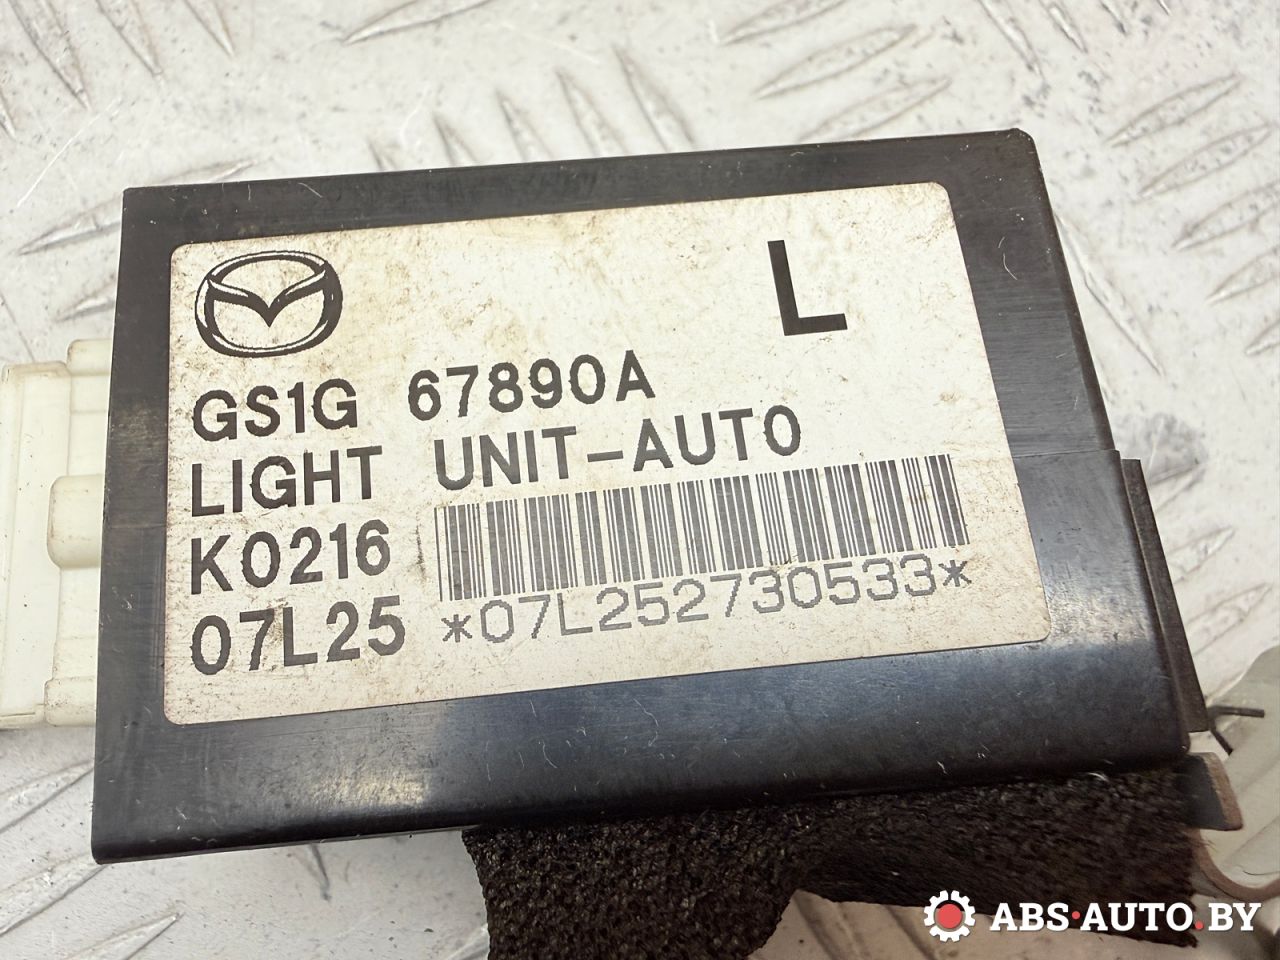 L
GS1G 67890A
LIGHT UNIT-AUTO
K0216
07L25 *07L252730533*
ABS·AUTO.BY